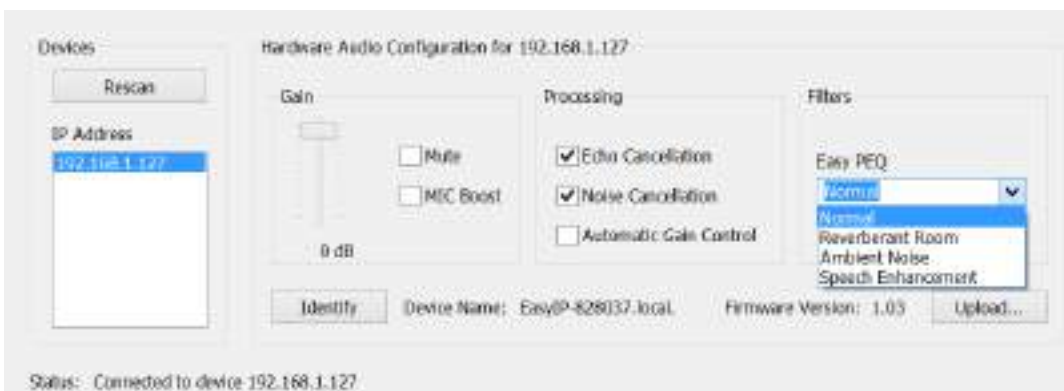 Devices
Rescan
IP Address
192.168.1.127
Hardware Audio Configuration for 192.168.1.127
Gain
Mute
MIC Boost
0 dB
Processing
Echo Cancellation
Noise Cancellation
Automatic Gain Control
Filters
Easy PEQ
Normal
Normal
Reverberant Room
Ambient Noise
Speech Enhancement
Identify
Device Name: EasyIP-828037.local.
Firmware Version: 1.03
Upload...
Status: Connected to device 192.168.1.127